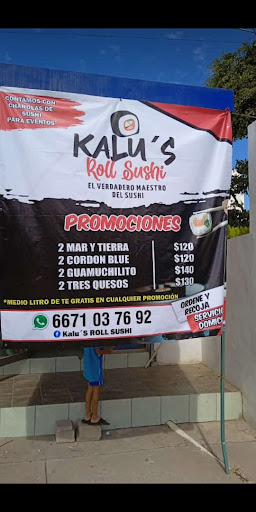 CONTAMOS CON
CHAROLAS DE
SUSHI
PARA EVENTOS!
KALU´S
Roll Sushi
EL VERDADERO MAESTRO
DEL SUSHI
PROMOCIONES
2 MAR Y TIERRA $120
2 CORDON BLUE $120
2 GUAMUCHILITO $140
2 TRES QUESOS $130
*MEDIO LITRO DE TE GRATIS EN CUALQUIER PROMOCIÓN
ORDENE Y
RECOJA
SERVICIO
DOMICI
6671 03 76 92
Kalu´S ROLL SUSHI